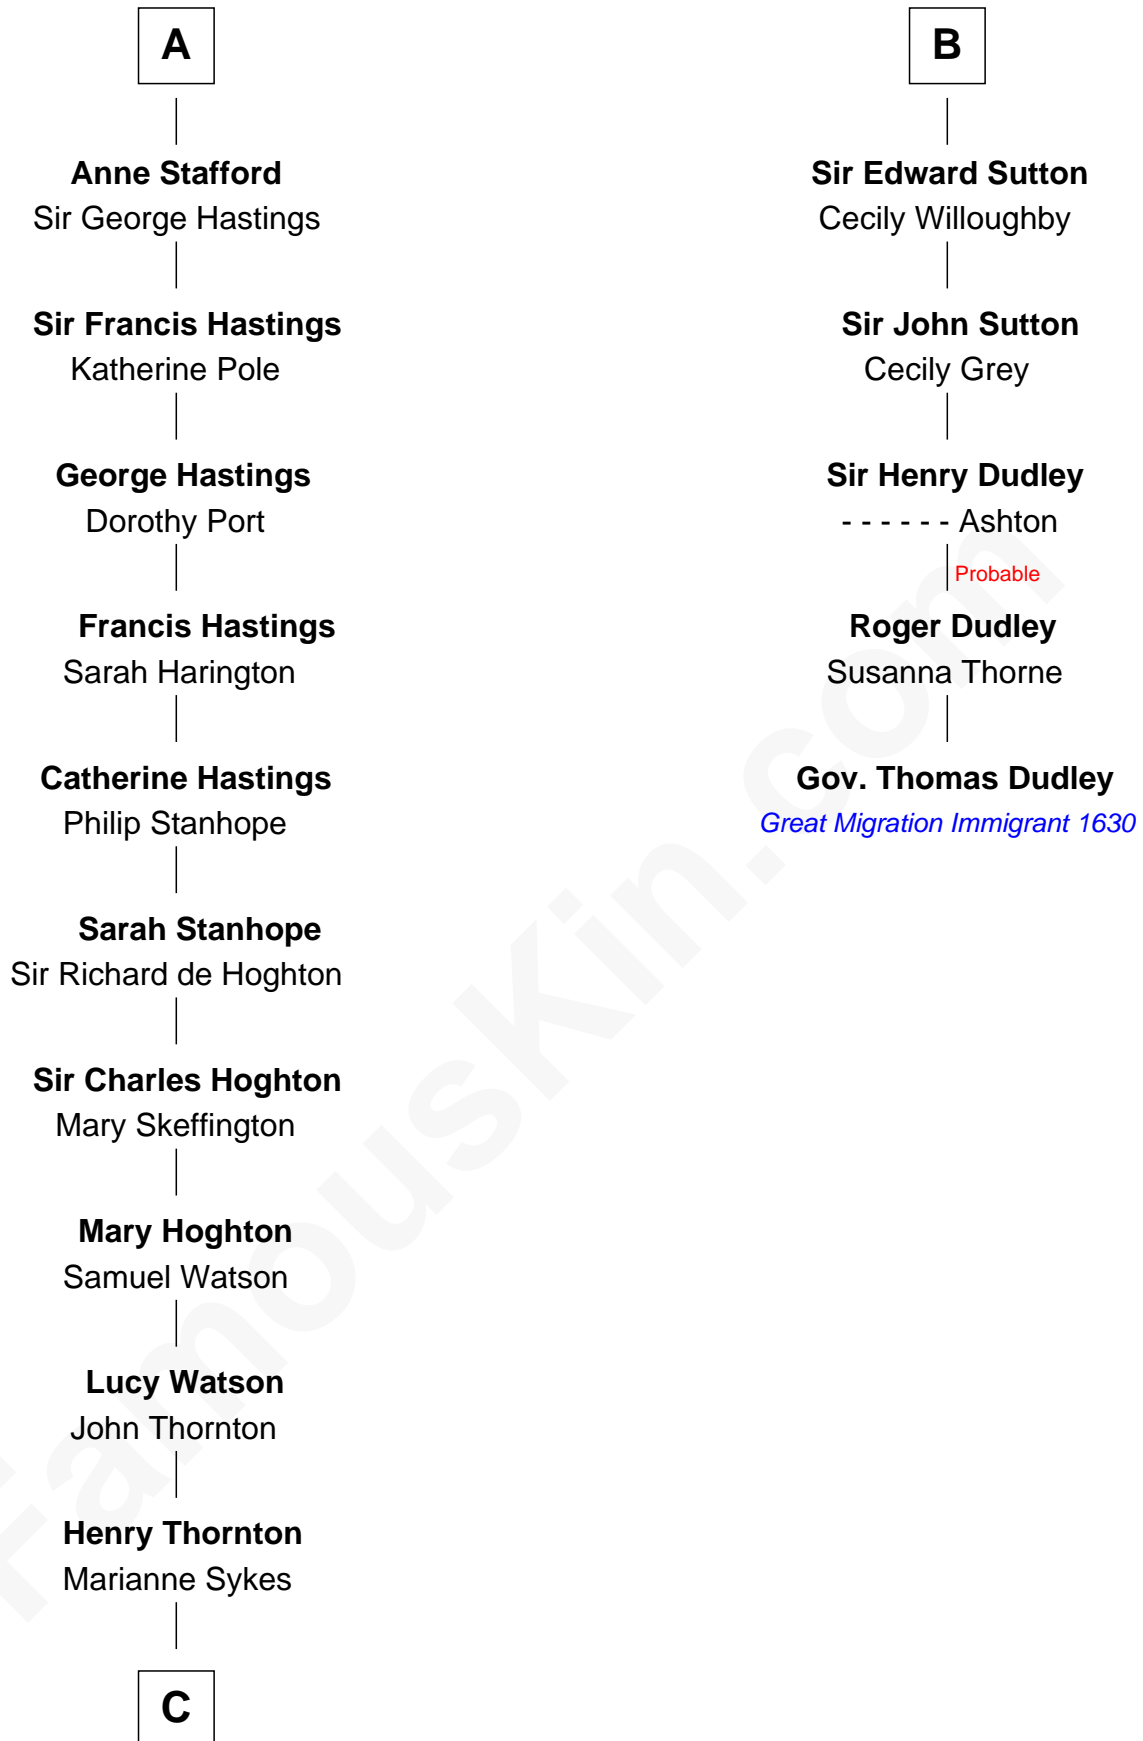 A
Anne Stafford
Sir George Hastings
Sir Francis Hastings
Katherine Pole
George Hastings
Dorothy Port
Francis Hastings
Sarah Harington
Catherine Hastings
Philip Stanhope
Sarah Stanhope
Sir Richard de Hoghton
Sir Charles Hoghton
Mary Skeffington
Mary Hoghton
Samuel Watson
Lucy Watson
John Thornton
Henry Thornton
Marianne Sykes
C
B
Sir Edward Sutton
Cecily Willoughby
Sir John Sutton
Cecily Grey
Sir Henry Dudley
- - - - - - Ashton
Probable
Roger Dudley
Susanna Thorne
Gov. Thomas Dudley
Great Migration Immigrant 1630
FamousKin.com